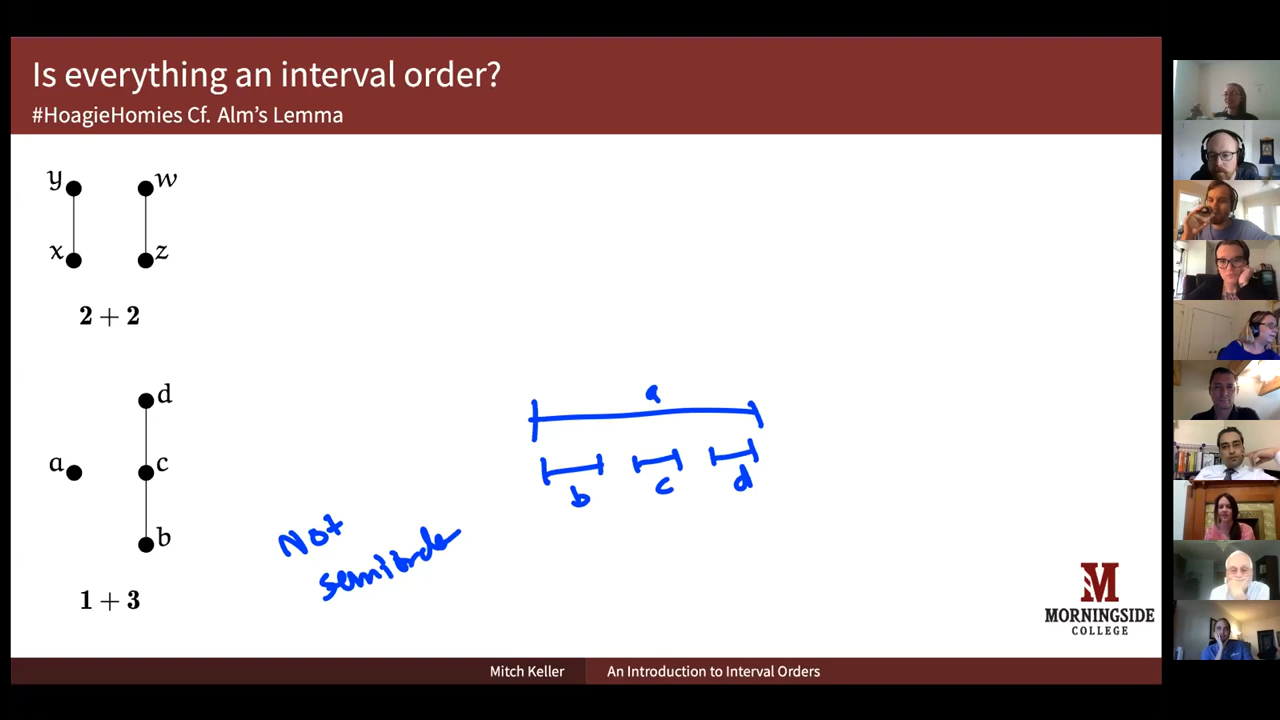 Is everything an interval order?
#HoagieHomies Cf. Alm's Lemma
y w
x z
2 + 2
d
a c
b
1 + 3
a
b c d
Not
semiorder
MORNINGSIDE
COLLEGE
Mitch Keller An Introduction to Interval Orders